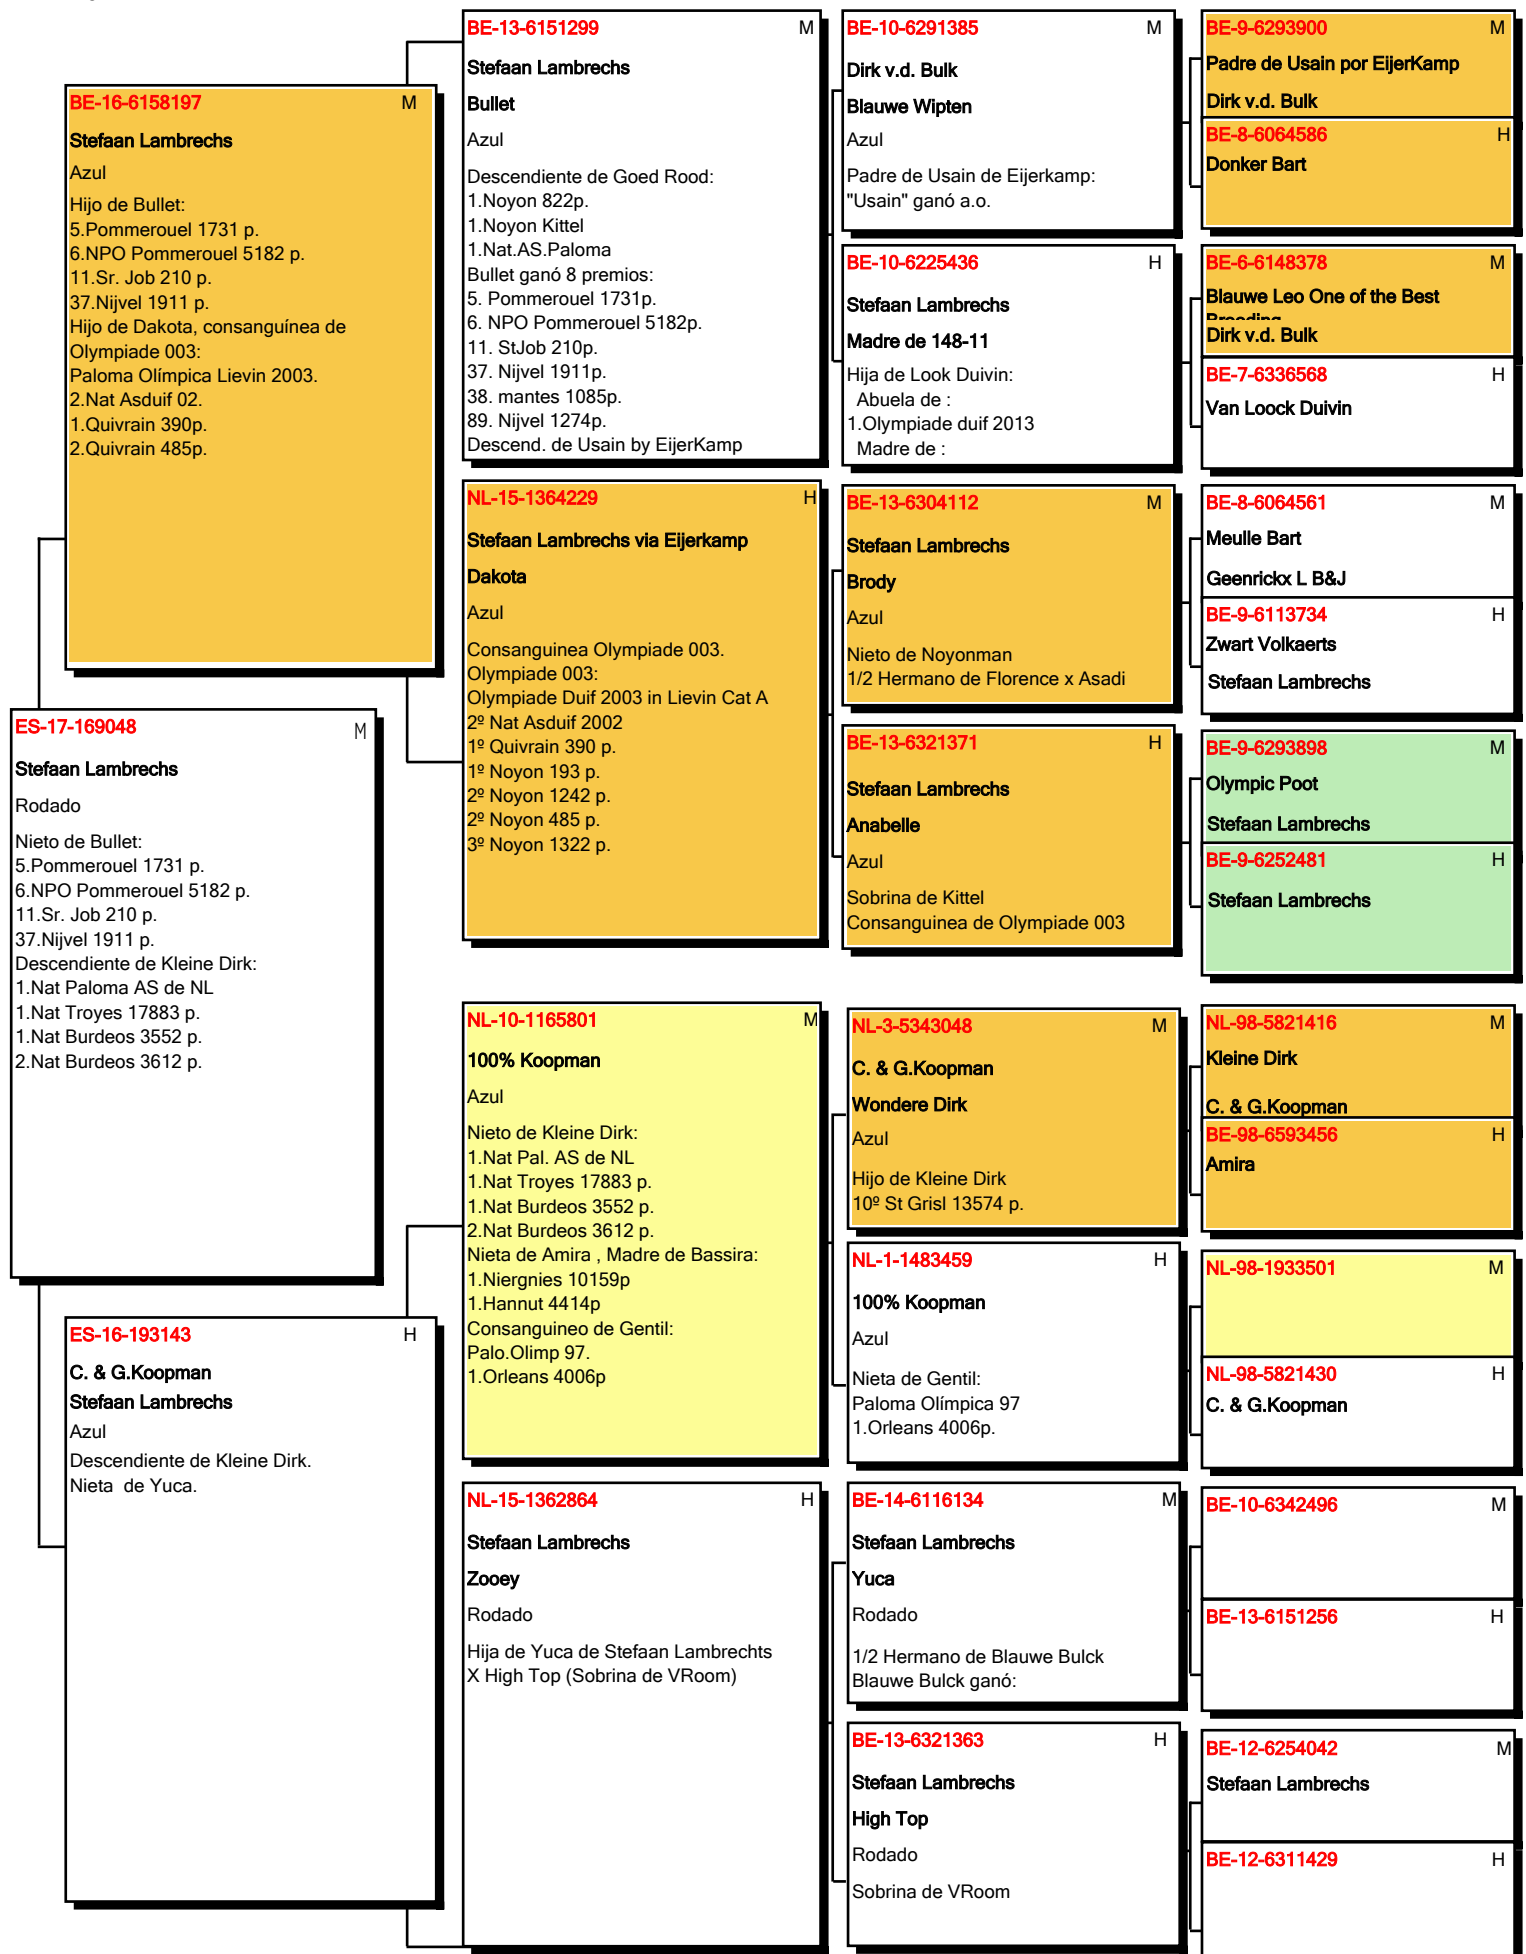 ES-17-169048 M
Stefaan Lambrechs
Rodado
Nieto de Bullet:
5.Pommerouel 1731 p.
6.NPO Pommerouel 5182 p.
11.Sr. Job 210 p.
37.Nijvel 1911 p.
Descendiente de Kleine Dirk:
1.Nat Paloma AS de NL
1.Nat Troyes 17883 p.
1.Nat Burdeos 3552 p.
2.Nat Burdeos 3612 p.
BE-16-6158197 M
Stefaan Lambrechs
Azul
Hijo de Bullet:
5.Pommerouel 1731 p.
6.NPO Pommerouel 5182 p.
11.Sr. Job 210 p.
37.Nijvel 1911 p.
Hijo de Dakota, consanguínea de
Olympiade 003:
Paloma Olímpica Lievin 2003.
2.Nat Asduif 02.
1.Quivrain 390p.
2.Quivrain 485p.
ES-16-193143 H
C. & G.Koopman
Stefaan Lambrechs
Azul
Descendiente de Kleine Dirk.
Nieta de Yuca.
BE-13-6151299 M
Stefaan Lambrechs
Bullet
Azul
Descendiente de Goed Rood:
1.Noyon 822p.
1.Noyon Kittel
1.Nat.AS.Paloma
Bullet ganó 8 premios:
5. Pommerouel 1731p.
6. NPO Pommerouel 5182p.
11. StJob 210p.
37. Nijvel 1911p.
38. mantes 1085p.
89. Nijvel 1274p.
Descend. de Usain by EijerKamp
NL-15-1364229 H
Stefaan Lambrechs via Eijerkamp
Dakota
Azul
Consanguinea Olympiade 003.
Olympiade 003:
Olympiade Duif 2003 in Lievin Cat A
2º Nat Asduif 2002
1º Quivrain 390 p.
1º Noyon 193 p.
2º Noyon 1242 p.
2º Noyon 485 p.
3º Noyon 1322 p.
NL-10-1165801 M
100% Koopman
Azul
Nieto de Kleine Dirk:
1.Nat Pal. AS de NL
1.Nat Troyes 17883 p.
1.Nat Burdeos 3552 p.
2.Nat Burdeos 3612 p.
Nieta de Amira , Madre de Bassira:
1.Niergnies 10159p
1.Hannut 4414p
Consanguineo de Gentil:
Palo.Olimp 97.
1.Orleans 4006p
NL-15-1362864 H
Stefaan Lambrechs
Zooey
Rodado
Hija de Yuca de Stefaan Lambrechts
X High Top (Sobrina de VRoom)
BE-10-6291385 M
Dirk v.d. Bulk
Blauwe Wipten
Azul
Padre de Usain de Eijerkamp:
"Usain" ganó a.o.
BE-10-6225436 H
Stefaan Lambrechs
Madre de 148-11
Hija de Look Duivin:
Abuela de :
1.Olympiade duif 2013
Madre de :
BE-13-6304112 M
Stefaan Lambrechs
Brody
Azul
Nieto de Noyonman
1/2 Hermano de Florence x Asadi
BE-13-6321371 H
Stefaan Lambrechs
Anabelle
Azul
Sobrina de Kittel
Consanguinea de Olympiade 003
NL-3-5343048 M
C. & G.Koopman
Wondere Dirk
Azul
Hijo de Kleine Dirk
10º St Grisl 13574 p.
NL-1-1483459 H
100% Koopman
Azul
Nieta de Gentil:
Paloma Olímpica 97
1.Orleans 4006p.
BE-14-6116134 M
Stefaan Lambrechs
Yuca
Rodado
1/2 Hermano de Blauwe Bulck
Blauwe Bulck ganó:
BE-13-6321363 H
Stefaan Lambrechs
High Top
Rodado
Sobrina de VRoom
BE-9-6293900 M
Padre de Usain por EijerKamp
Dirk v.d. Bulk
BE-8-6064586 H
Donker Bart
BE-6-6148378 M
Blauwe Leo One of the Best
Breeding
Dirk v.d. Bulk
BE-7-6336568 H
Van Loock Duivin
BE-8-6064561 M
Meulle Bart
Geenrickx L B&J
BE-9-6113734 H
Zwart Volkaerts
Stefaan Lambrechs
BE-9-6293898 M
Olympic Poot
Stefaan Lambrechs
BE-9-6252481 H
Stefaan Lambrechs
NL-98-5821416 M
Kleine Dirk
C. & G.Koopman
BE-98-6593456 H
Amira
NL-98-1933501 M
NL-98-5821430 H
C. & G.Koopman
BE-10-6342496 M
BE-13-6151256 H
BE-12-6254042 M
Stefaan Lambrechs
BE-12-6311429 H